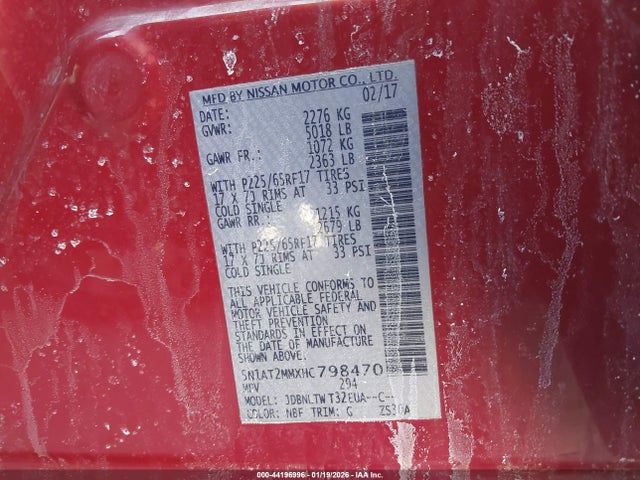 MFD BY NISSAN MOTOR CO., LTD.
DATE: 02/17
GVWR: 2276 KG
5018 LB
GAWR FR.: 1072 KG
2363 LB
WITH P225/65RF17 TIRES
17 X 7J RIMS AT 33 PSI
COLD SINGLE
GAWR RR.: 1215 KG
2679 LB
WITH P225/65RF17 TIRES
17 X 7J RIMS AT 33 PSI
COLD SINGLE
THIS VEHICLE CONFORMS TO
ALL APPLICABLE FEDERAL
MOTOR VEHICLE SAFETY AND
THEFT PREVENTION
STANDARDS IN EFFECT ON
THE DATE OF MANUFACTURE
SHOWN ABOVE.
5N1AT2MMXHC798470
MPV 294
MODEL: JDBNLTWT32EUA--C--
COLOR: NBF TRIM: G
000-44196996 - 01/19/2026 - IAA Inc.